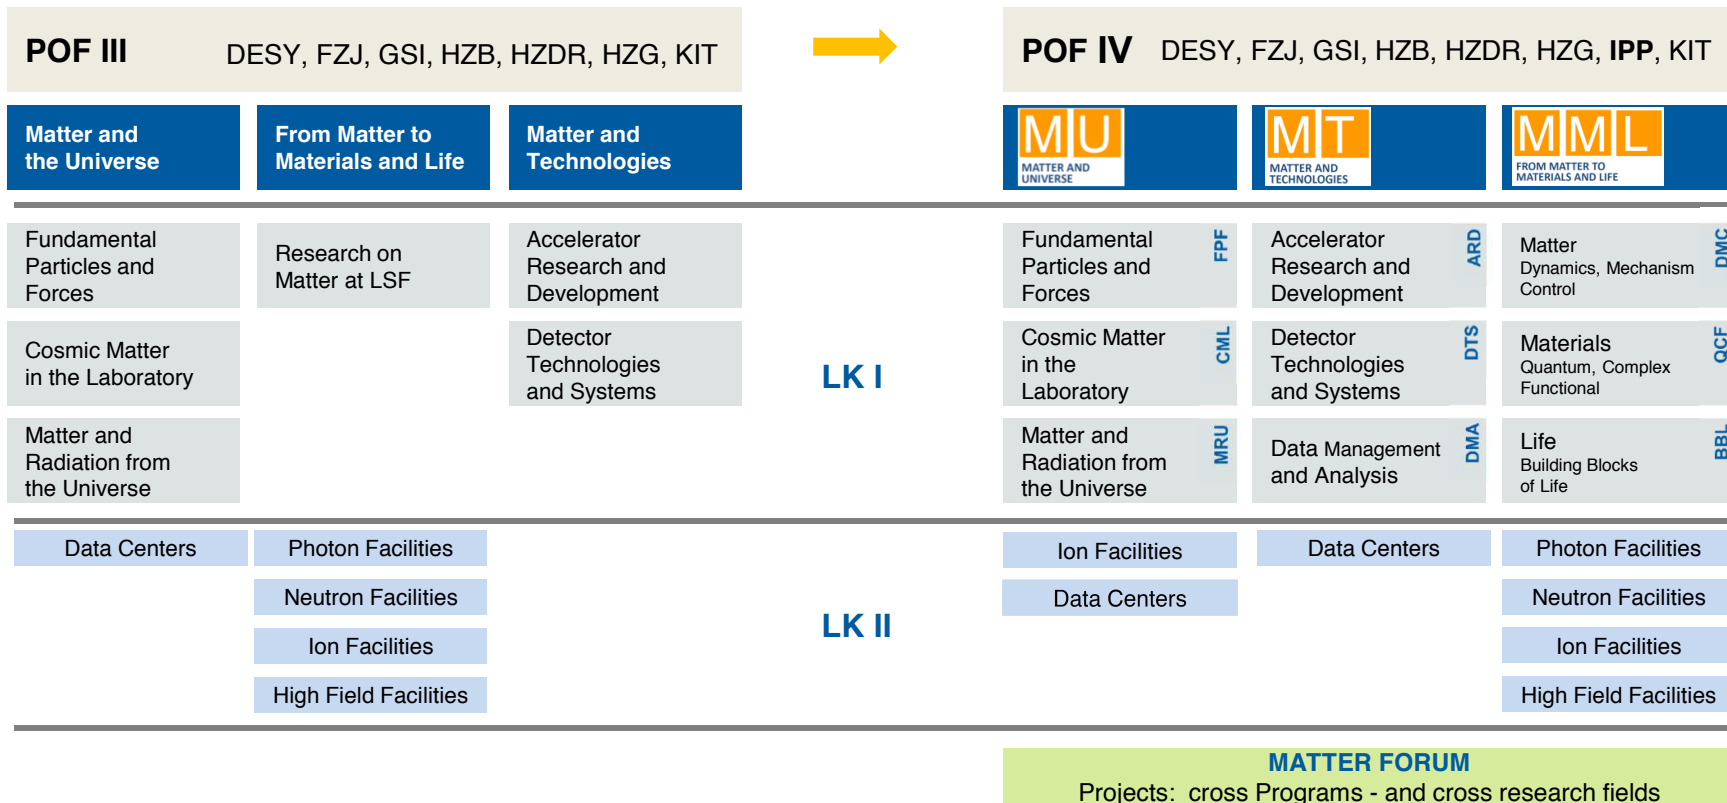 POF III DESY, FZJ, GSI, HZB, HZDR, HZG, KIT
POF IV DESY, FZJ, GSI, HZB, HZDR, HZG, IPP, KIT
Matter and
the Universe
From Matter to
Materials and Life
Matter and
Technologies
MU
MATTER AND
UNIVERSE
MT
MATTER AND
TECHNOLOGIES
MML
FROM MATTER TO
MATERIALS AND LIFE
Fundamental
Particles and
Forces
Research on
Matter at LSF
Accelerator
Research and
Development
Cosmic Matter
in the Laboratory
Detector
Technologies
and Systems
Matter and
Radiation from
the Universe
LK I
Fundamental
Particles and
Forces
FPF
Accelerator
Research and
Development
ARD
Matter
Dynamics, Mechanism
Control
DMC
Cosmic Matter
in the
Laboratory
CML
Detector
Technologies
and Systems
DTS
Materials
Quantum, Complex
Functional
QCF
Matter and
Radiation from
the Universe
MRU
Data Management
and Analysis
DMA
Life
Building Blocks
of Life
BBL
Data Centers
Photon Facilities
Neutron Facilities
Ion Facilities
High Field Facilities
LK II
Ion Facilities
Data Centers
Data Centers
Photon Facilities
Neutron Facilities
Ion Facilities
High Field Facilities
MATTER FORUM
Projects: cross Programs - and cross research fields